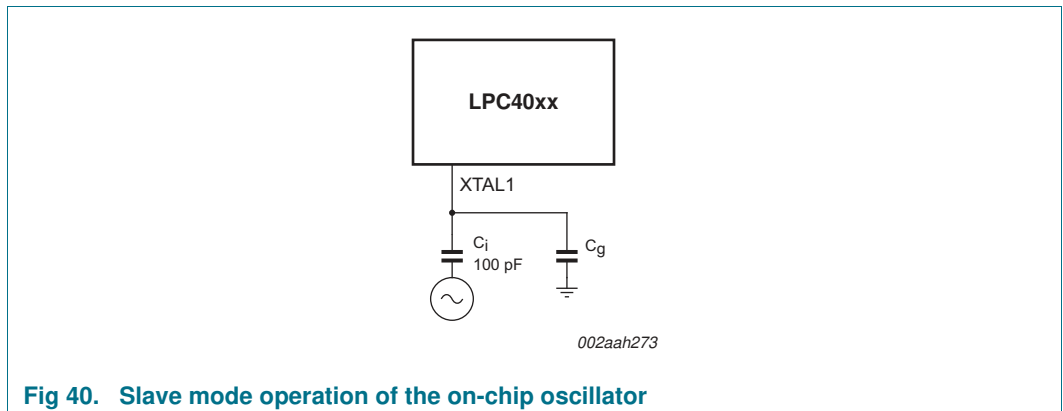 LPC40xx
XTAL1
Ci
100 pF
Cg
002aah273
Fig 40. Slave mode operation of the on-chip oscillator